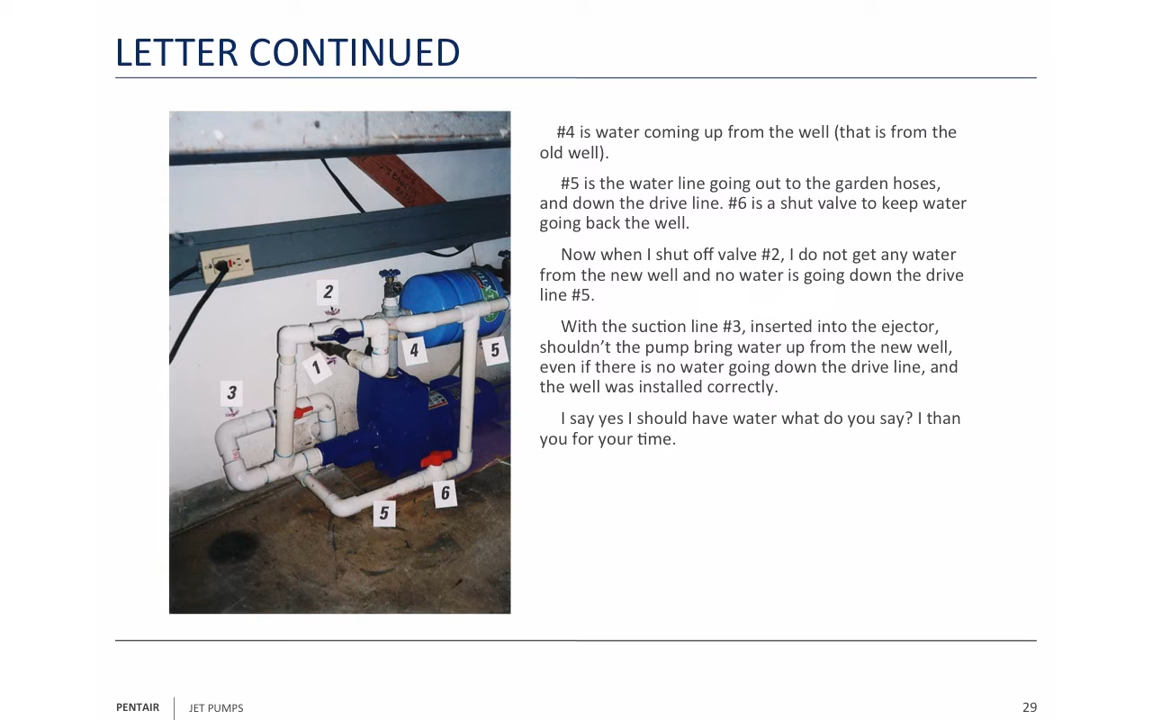 LETTER CONTINUED
#4 is water coming up from the well (that is from the
old well).
#5 is the water line going out to the garden hoses,
and down the drive line. #6 is a shut valve to keep water
going back the well.
Now when I shut off valve #2, I do not get any water
from the new well and no water is going down the drive
line #5.
With the suction line #3, inserted into the ejector,
shouldn't the pump bring water up from the new well,
even if there is no water going down the drive line, and
the well was installed correctly.
I say yes I should have water what do you say? I than
you for your time.
2
4
5
1
3
6
5
PENTAIR
JET PUMPS
29